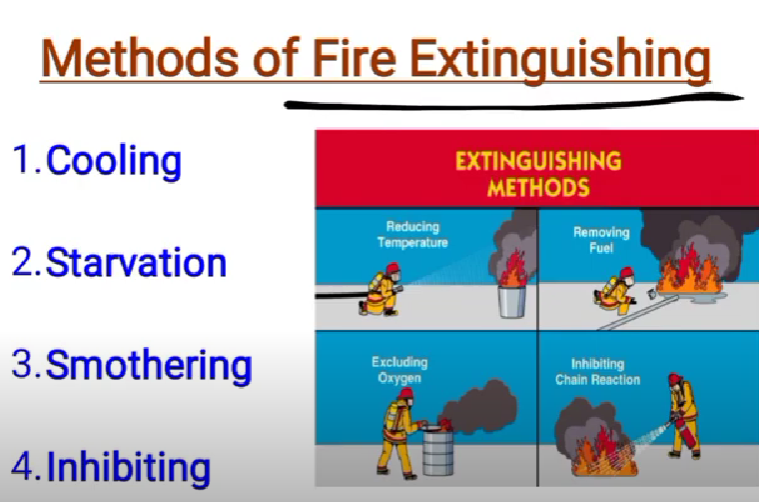 Methods of Fire Extinguishing
1.Cooling
2.Starvation
3.Smothering
4.Inhibiting
EXTINGUISHING
METHODS
Reducing
Temperature
Removing
Fuel
Excluding
Oxygen
Inhibiting
Chain Reaction